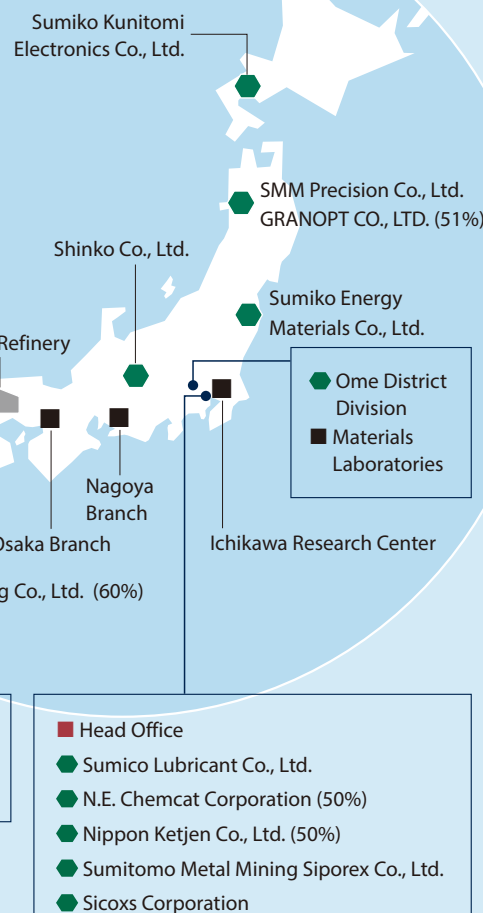 Sumiko Kunitomi
Electronics Co., Ltd.
SMM Precision Co., Ltd.
GRANOPT CO., LTD. (51%)
Shinko Co., Ltd.
Sumiko Energy
Materials Co., Ltd.
Refinery
Ome District
Division
Materials
Laboratories
Nagoya
Branch
Osaka Branch
Ichikawa Research Center
g Co., Ltd. (60%)
Head Office
Sumico Lubricant Co., Ltd.
N.E. Chemcat Corporation (50%)
Nippon Ketjen Co., Ltd. (50%)
Sumitomo Metal Mining Siporex Co., Ltd.
Sicoxs Corporation